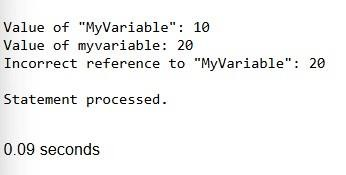 Value of "MyVariable": 10
Value of myvariable: 20
Incorrect reference to "MyVariable": 20
Statement processed.
0.09 seconds